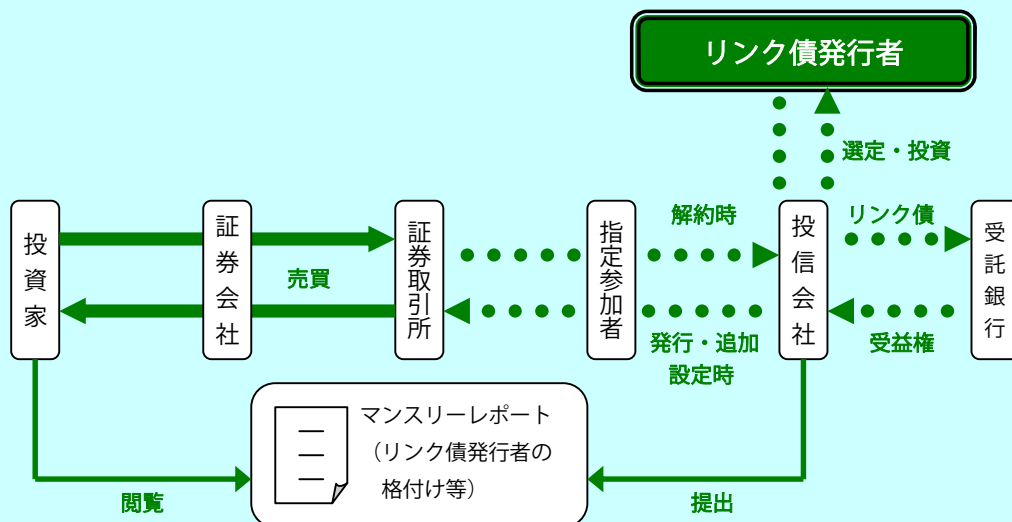 リンク債発行者
選定・投資
投資家
証券会社
証券取引所
指定参加者
解約時
投信会社
リンク債
受託銀行
売買
発行・追加
設定時
受益権
マンスリーレポート
（リンク債発行者の
格付け等）
閲覧
提出